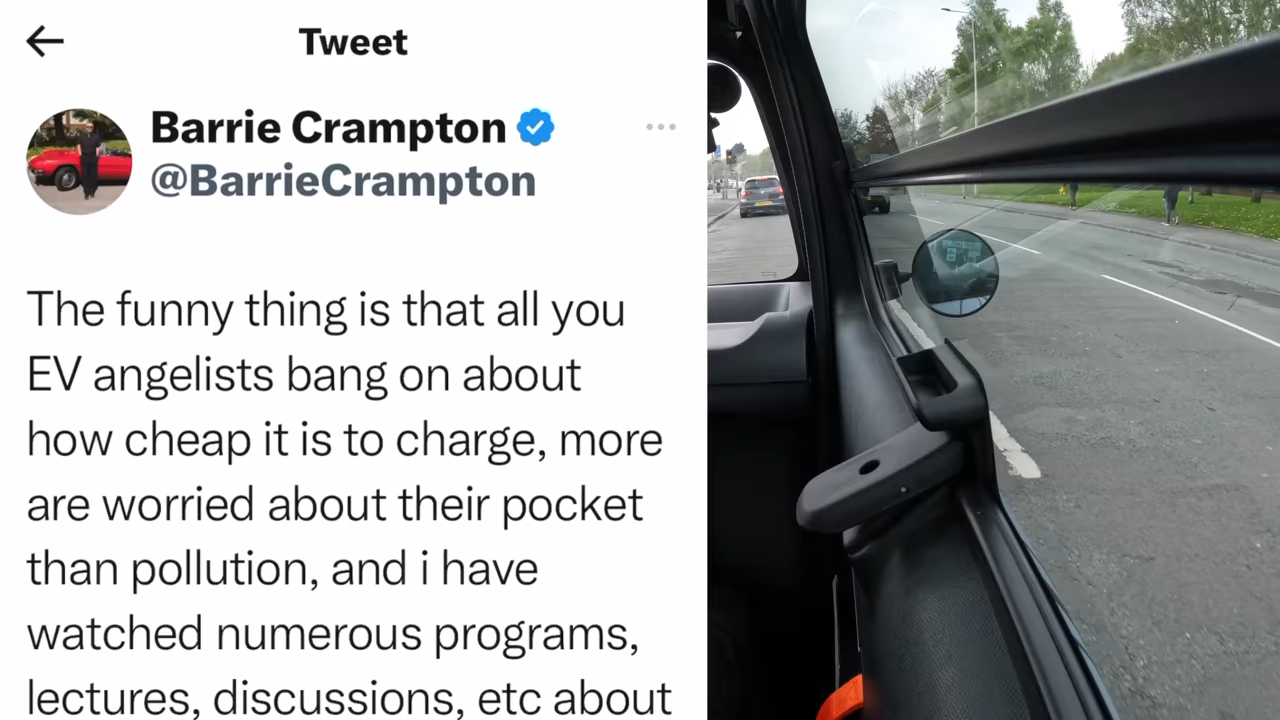 Tweet
Barrie Crampton
@BarrieCrampton
The funny thing is that all you
EV angelists bang on about
how cheap it is to charge, more
are worried about their pocket
than pollution, and i have
watched numerous programs,
lectures, discussions, etc about